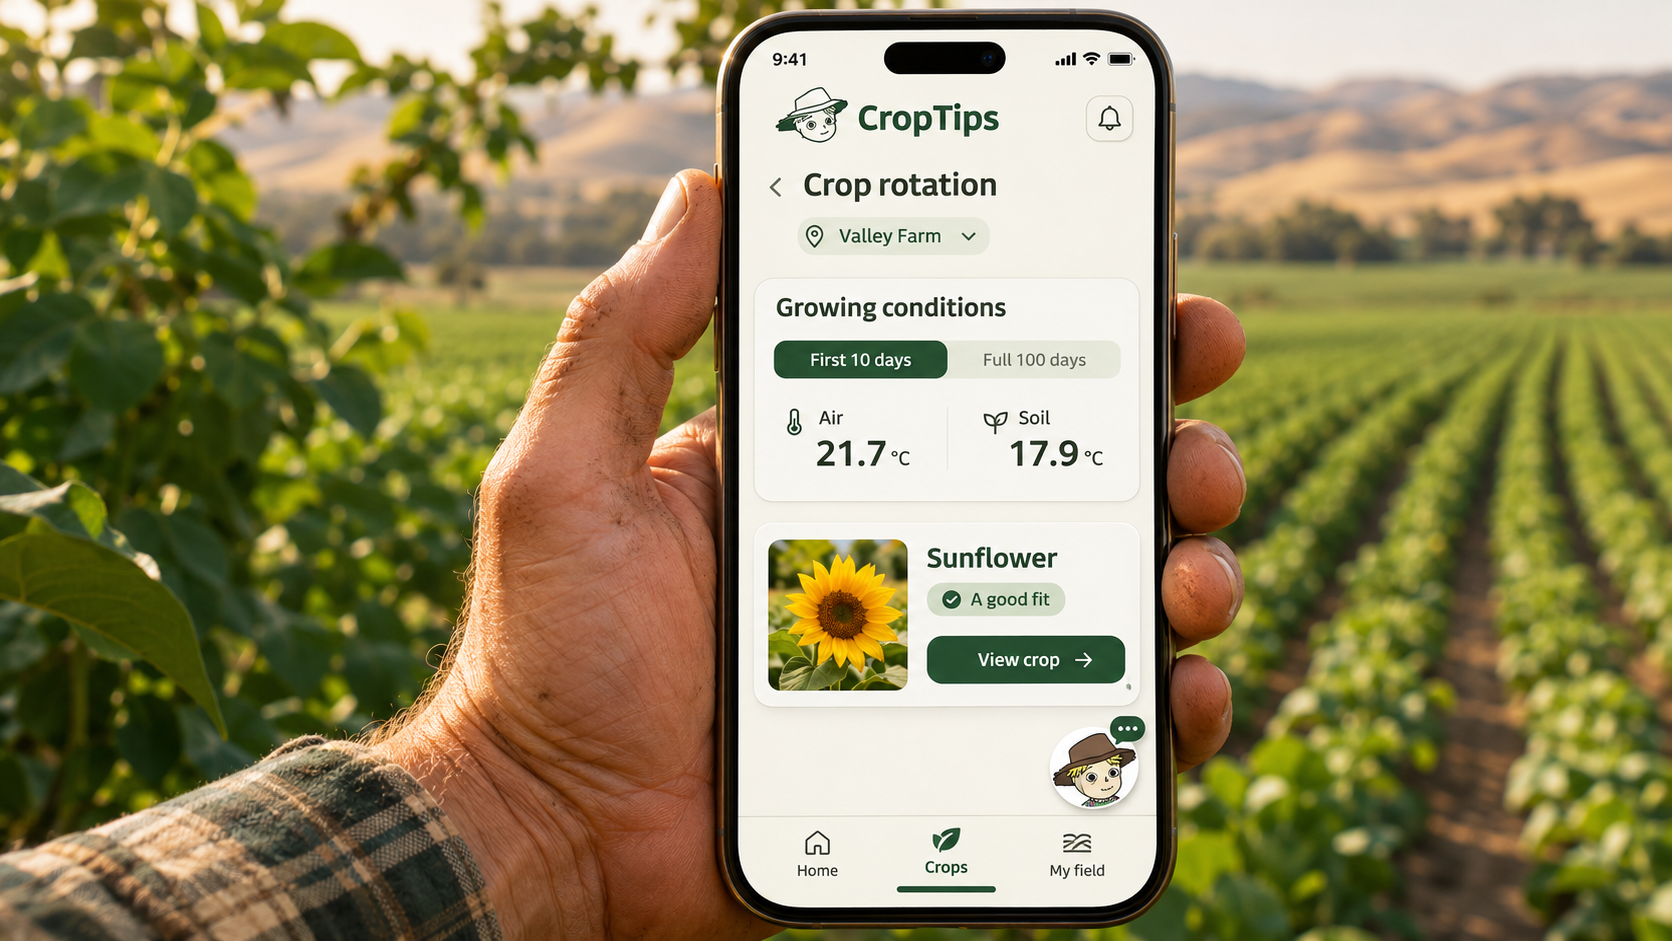 9:41
CropTips
Crop rotation
Valley Farm
Growing conditions
First 10 days Full 100 days
Air Soil
21.7 °C 17.9 °C
Sunflower
A good fit
View crop
Home Crops My field